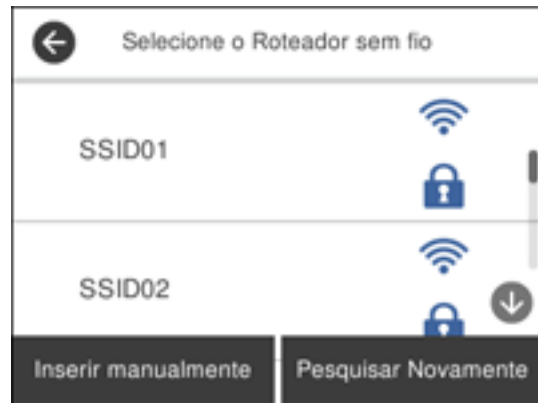 Selecione o Roteador sem fio
SSID01
SSID02
Inserir manualmente
Pesquisar Novamente